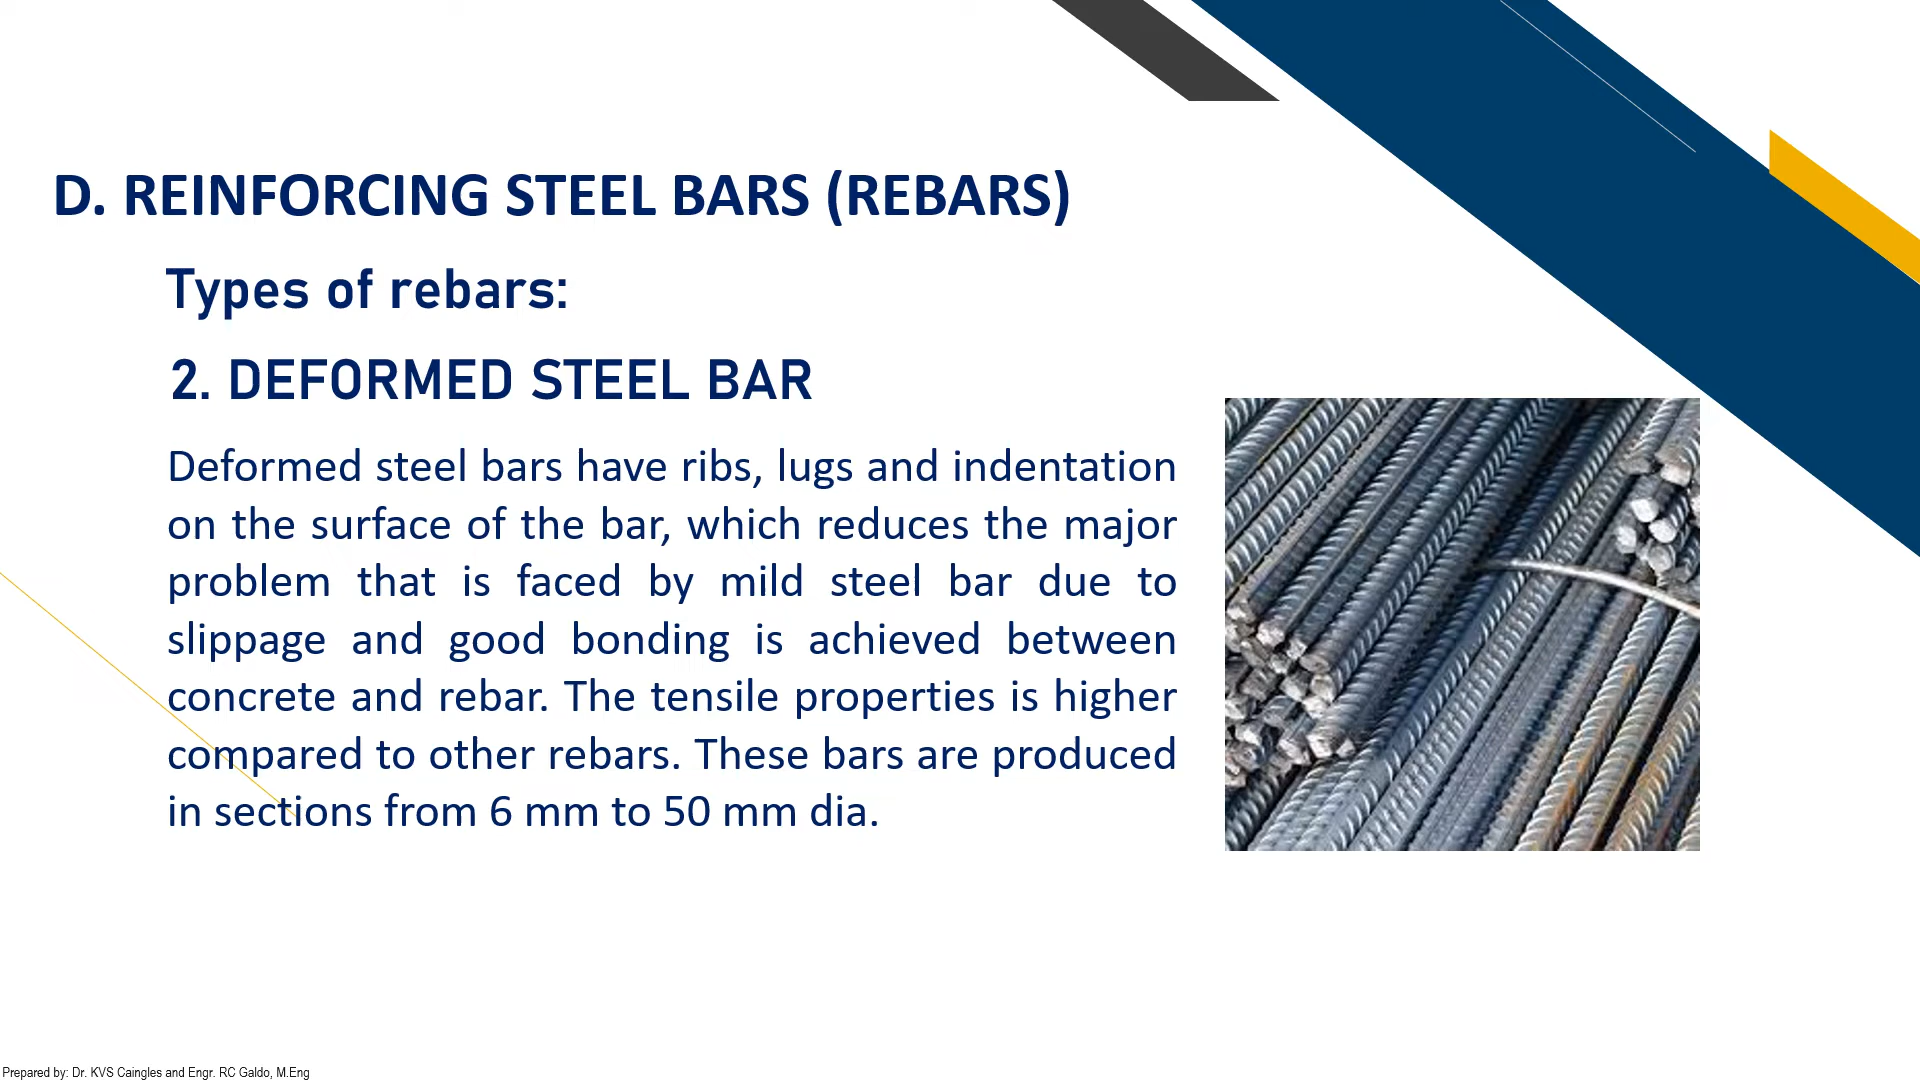 D. REINFORCING STEEL BARS (REBARS)
Types of rebars:
2. DEFORMED STEEL BAR
Deformed steel bars have ribs, lugs and indentation
on the surface of the bar, which reduces the major
problem that is faced by mild steel bar due to
slippage and good bonding is achieved between
concrete and rebar. The tensile properties is higher
compared to other rebars. These bars are produced
in sections from 6 mm to 50 mm dia.
Prepared by: Dr. KVS Caingles and Engr. RC Galdo, M.Eng